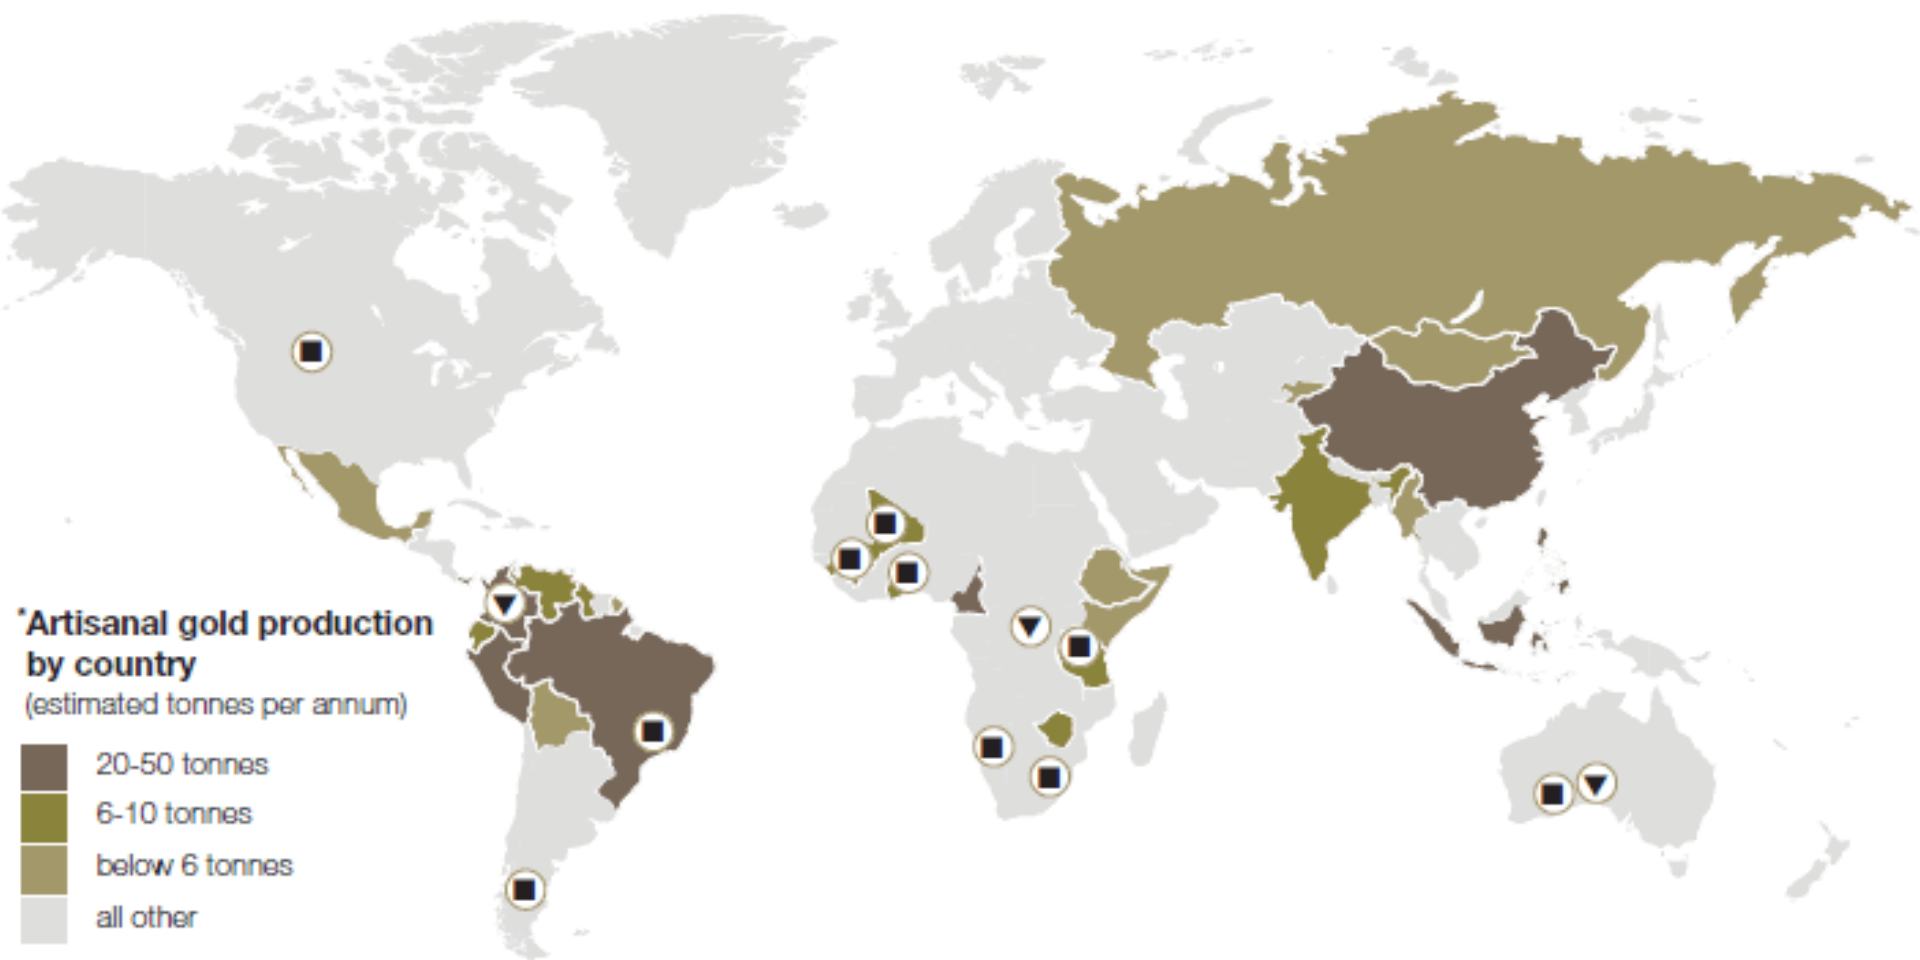 *Artisanal gold production
by country
(estimated tonnes per annum)
20-50 tonnes
6-10 tonnes
below 6 tonnes
all other